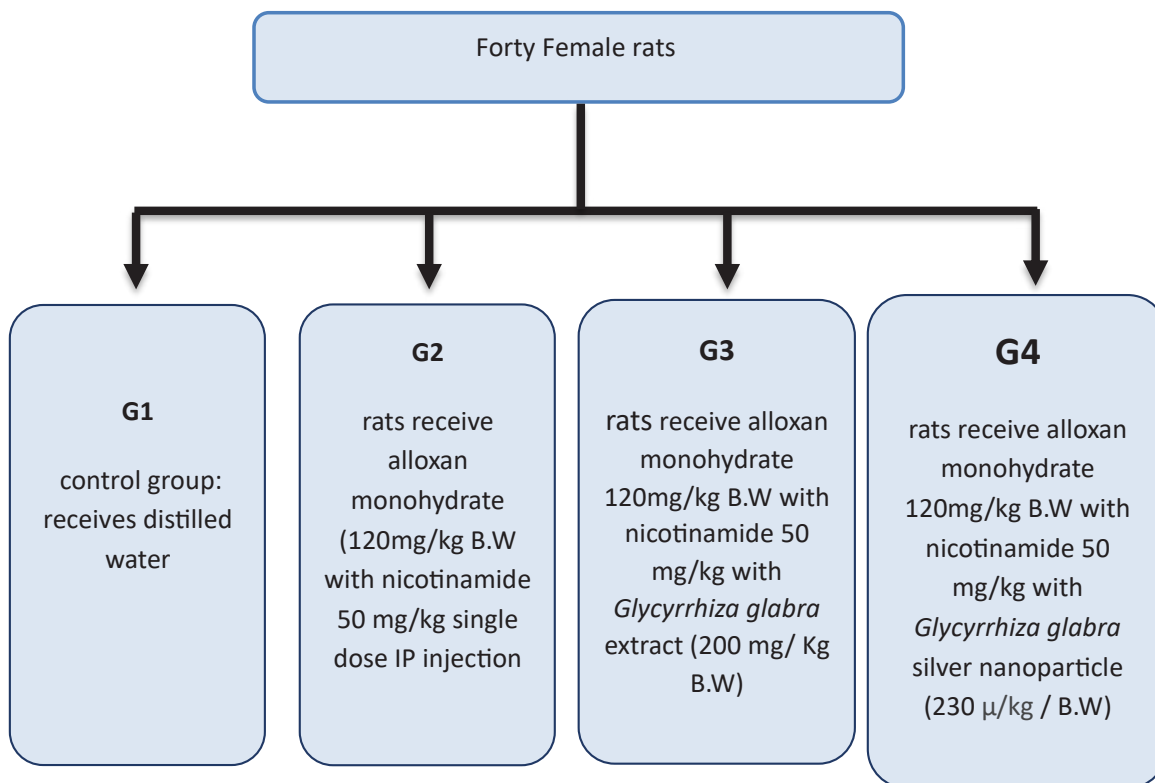 Forty Female rats
G1
control group:
receives distilled
water
G2
rats receive
alloxan
monohydrate
(120mg/kg B.W
with nicotinamide
50 mg/kg single
dose IP injection
G3
rats receive alloxan
monohydrate
120mg/kg B.W with
nicotinamide 50
mg/kg with
Glycyrrhiza glabra
extract (200 mg/ Kg
B.W)
G4
rats receive alloxan
monohydrate
120mg/kg B.W with
nicotinamide 50
mg/kg with
Glycyrrhiza glabra
silver nanoparticle
(230 µ/kg / B.W)